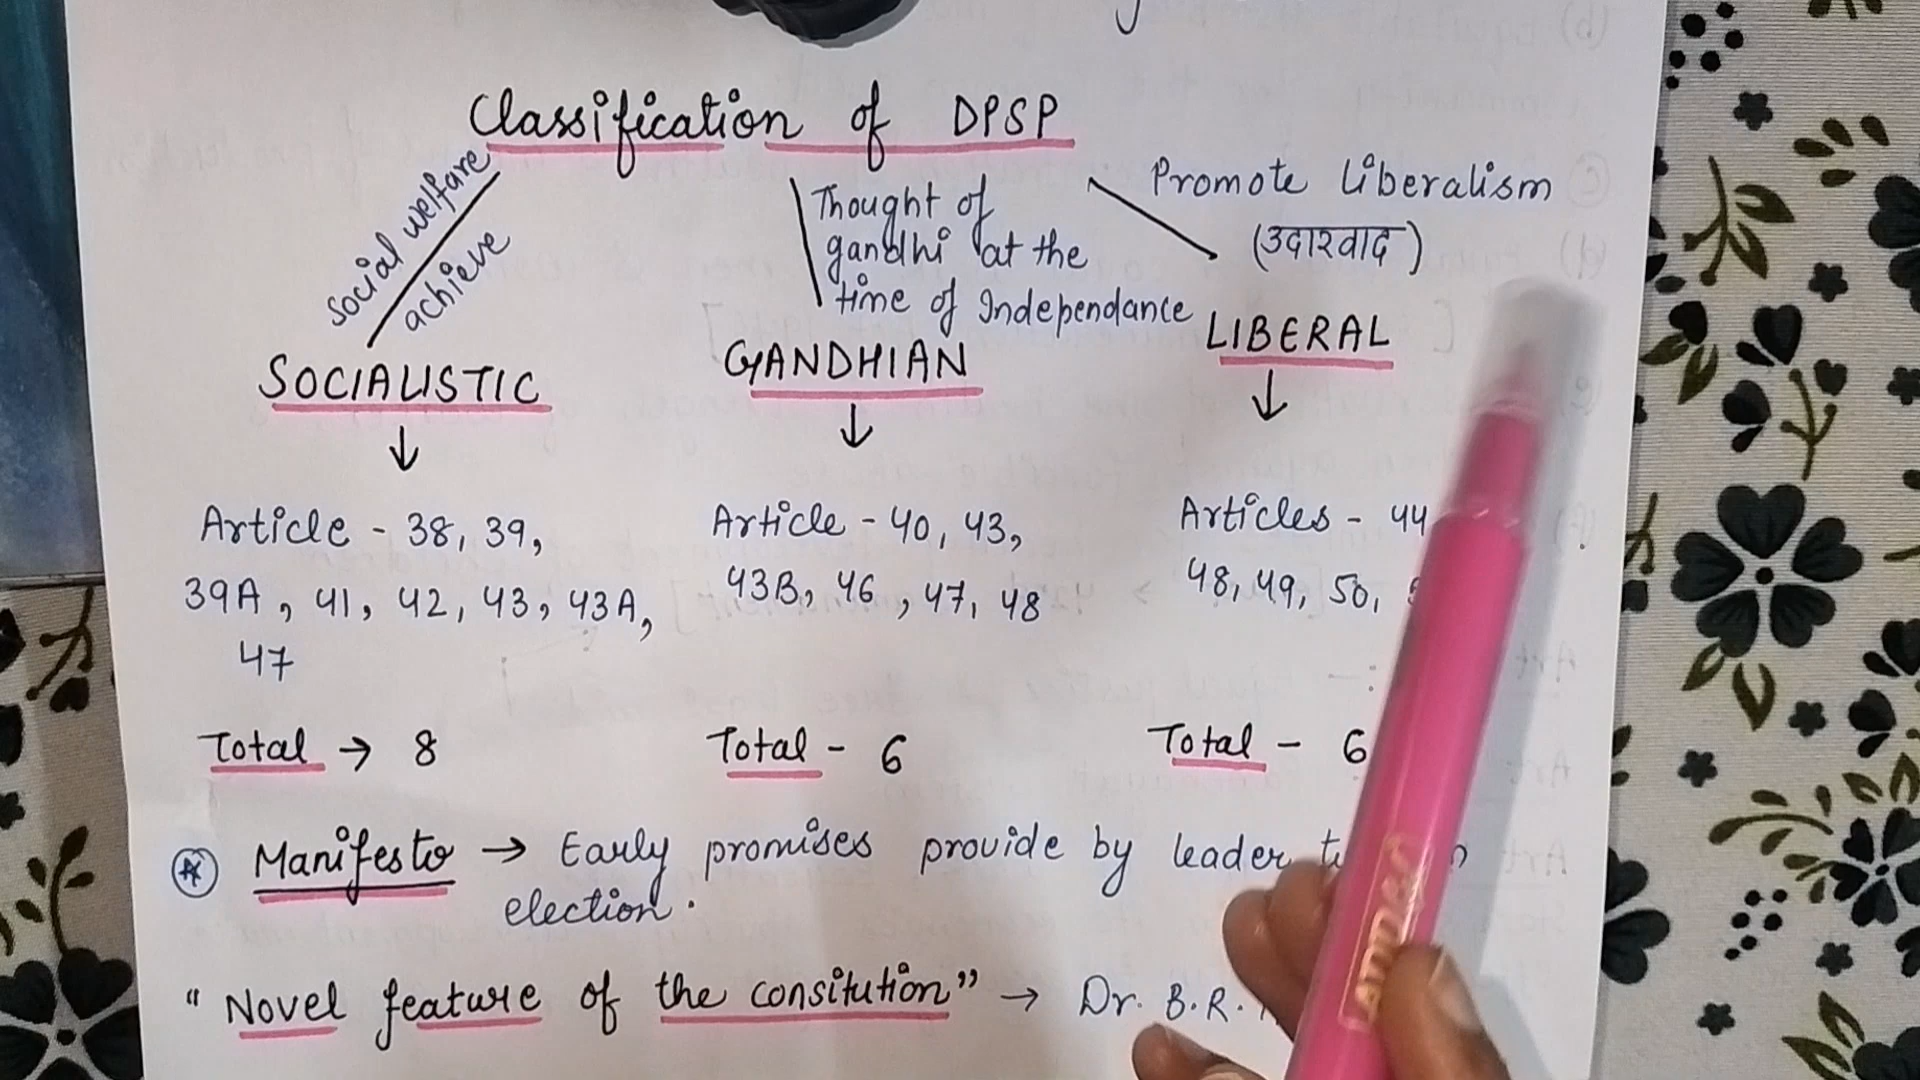 Classification of DPSP
social welfare
achieve
Thought of
gandhi at the
time of Independance
Promote Liberalism
(उदारवाद)
SOCIALISTIC
GANDHIAN
LIBERAL
Article - 38, 39,
39A, 41, 42, 43, 43A,
47
Article - 40, 43,
43B, 46, 47, 48
Articles - 44
48, 49, 50,
Total → 8
Total - 6
Total - 6
Manifesto → Early promises provide by leader
election.
"Novel feature of the consitution" → Dr. B.R.